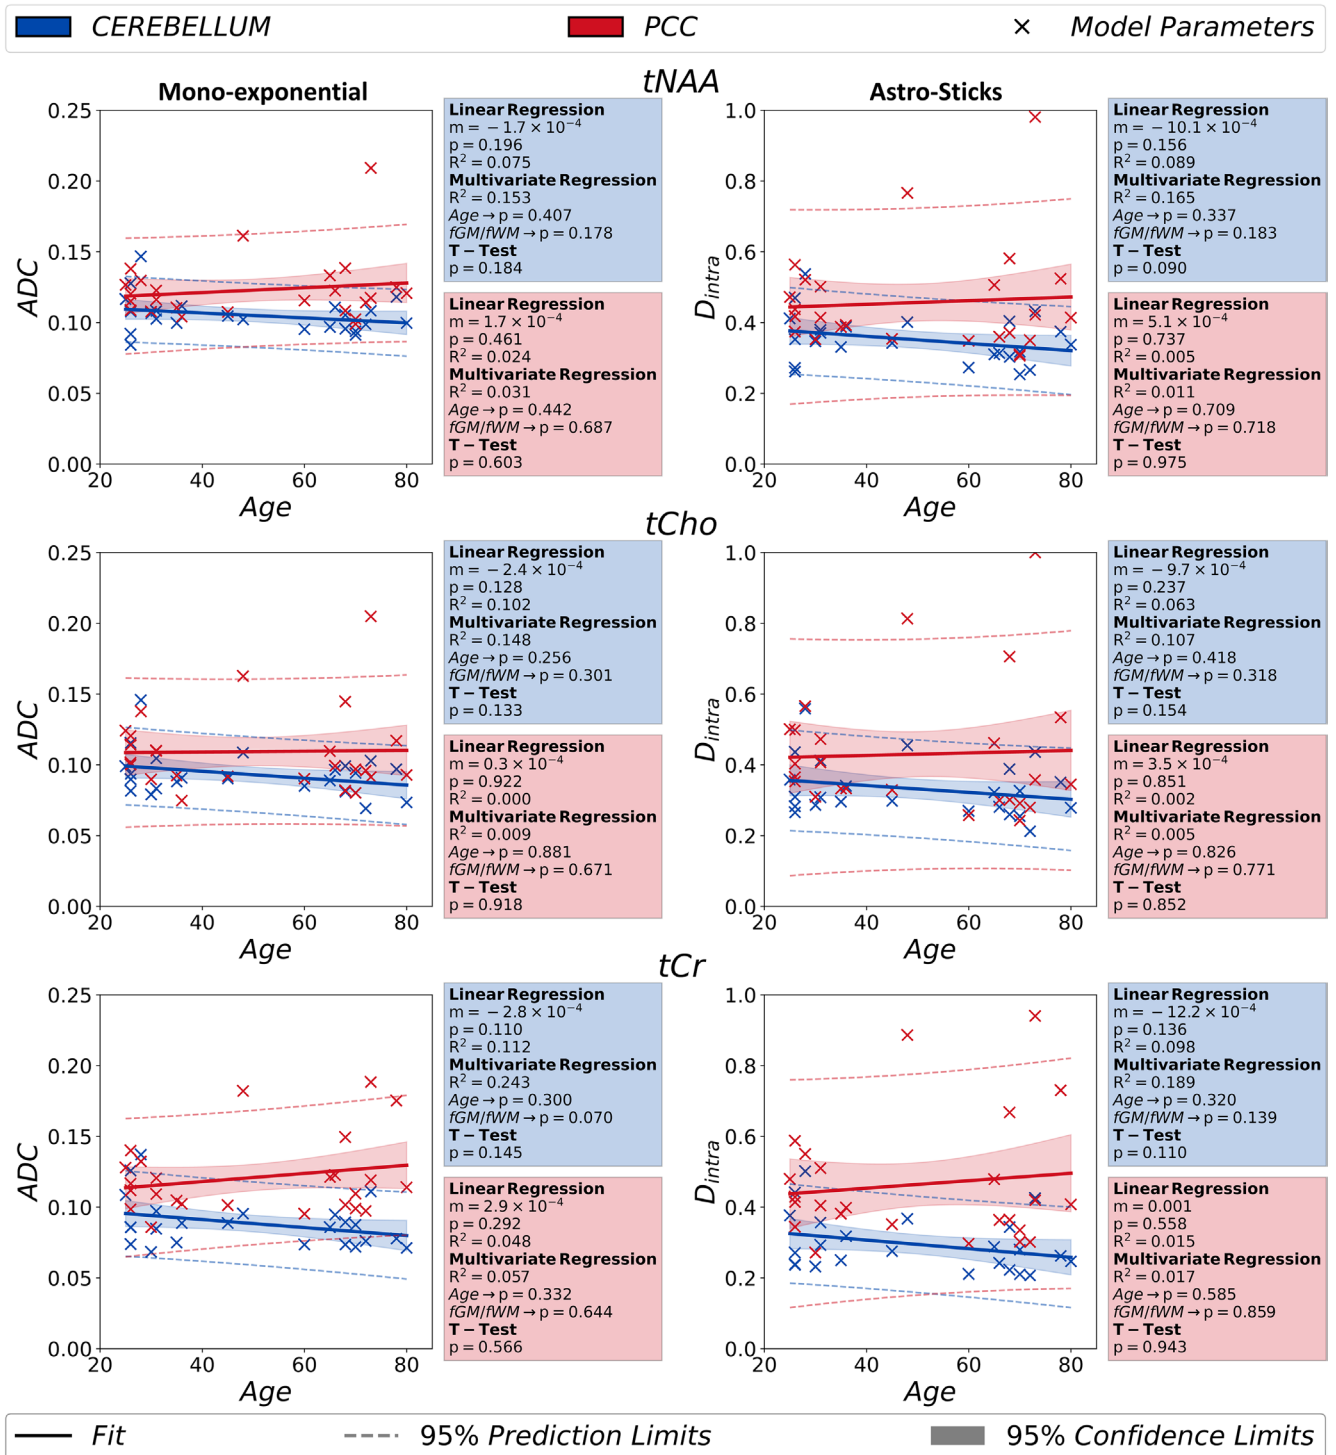 CEREBELLUM PCC Model Parameters
tNAA
Mono-exponential
0.25
0.20
0.15
0.10
0.05
0.00
20 40 60 80
ADC
Age
Linear Regression
m = − 1.7 × 10⁻⁴
p = 0.196
R² = 0.075
Multivariate Regression
R² = 0.153
Age → p = 0.407
fGM/fWM → p = 0.178
T − Test
p = 0.184
Linear Regression
m = 1.7 × 10⁻⁴
p = 0.461
R² = 0.024
Multivariate Regression
R² = 0.031
Age → p = 0.442
fGM/fWM → p = 0.687
T − Test
p = 0.603
Astro-Sticks
1.0
0.8
0.6
0.4
0.2
0.0
20 40 60 80
D_intra
Age
Linear Regression
m = − 10.1 × 10⁻⁴
p = 0.156
R² = 0.089
Multivariate Regression
R² = 0.165
Age → p = 0.337
fGM/fWM → p = 0.183
T − Test
p = 0.090
Linear Regression
m = 5.1 × 10⁻⁴
p = 0.737
R² = 0.005
Multivariate Regression
R² = 0.011
Age → p = 0.709
fGM/fWM → p = 0.718
T − Test
p = 0.975
tCho
0.25
0.20
0.15
0.10
0.05
0.00
20 40 60 80
ADC
Age
Linear Regression
m = − 2.4 × 10⁻⁴
p = 0.128
R² = 0.102
Multivariate Regression
R² = 0.148
Age → p = 0.256
fGM/fWM → p = 0.301
T − Test
p = 0.133
Linear Regression
m = 0.3 × 10⁻⁴
p = 0.922
R² = 0.000
Multivariate Regression
R² = 0.009
Age → p = 0.881
fGM/fWM → p = 0.671
T − Test
p = 0.918
1.0
0.8
0.6
0.4
0.2
0.0
20 40 60 80
D_intra
Age
Linear Regression
m = − 9.7 × 10⁻⁴
p = 0.237
R² = 0.063
Multivariate Regression
R² = 0.107
Age → p = 0.418
fGM/fWM → p = 0.318
T − Test
p = 0.154
Linear Regression
m = 3.5 × 10⁻⁴
p = 0.851
R² = 0.002
Multivariate Regression
R² = 0.005
Age → p = 0.826
fGM/fWM → p = 0.771
T − Test
p = 0.852
tCr
0.25
0.20
0.15
0.10
0.05
0.00
20 40 60 80
ADC
Age
Linear Regression
m = − 2.8 × 10⁻⁴
p = 0.110
R² = 0.112
Multivariate Regression
R² = 0.243
Age → p = 0.300
fGM/fWM → p = 0.070
T − Test
p = 0.145
Linear Regression
m = 2.9 × 10⁻⁴
p = 0.292
R² = 0.048
Multivariate Regression
R² = 0.057
Age → p = 0.332
fGM/fWM → p = 0.644
T − Test
p = 0.566
1.0
0.8
0.6
0.4
0.2
0.0
20 40 60 80
D_intra
Age
Linear Regression
m = − 12.2 × 10⁻⁴
p = 0.136
R² = 0.098
Multivariate Regression
R² = 0.189
Age → p = 0.320
fGM/fWM → p = 0.139
T − Test
p = 0.110
Linear Regression
m = 0.001
p = 0.558
R² = 0.015
Multivariate Regression
R² = 0.017
Age → p = 0.585
fGM/fWM → p = 0.859
T − Test
p = 0.943
Fit 95% Prediction Limits 95% Confidence Limits